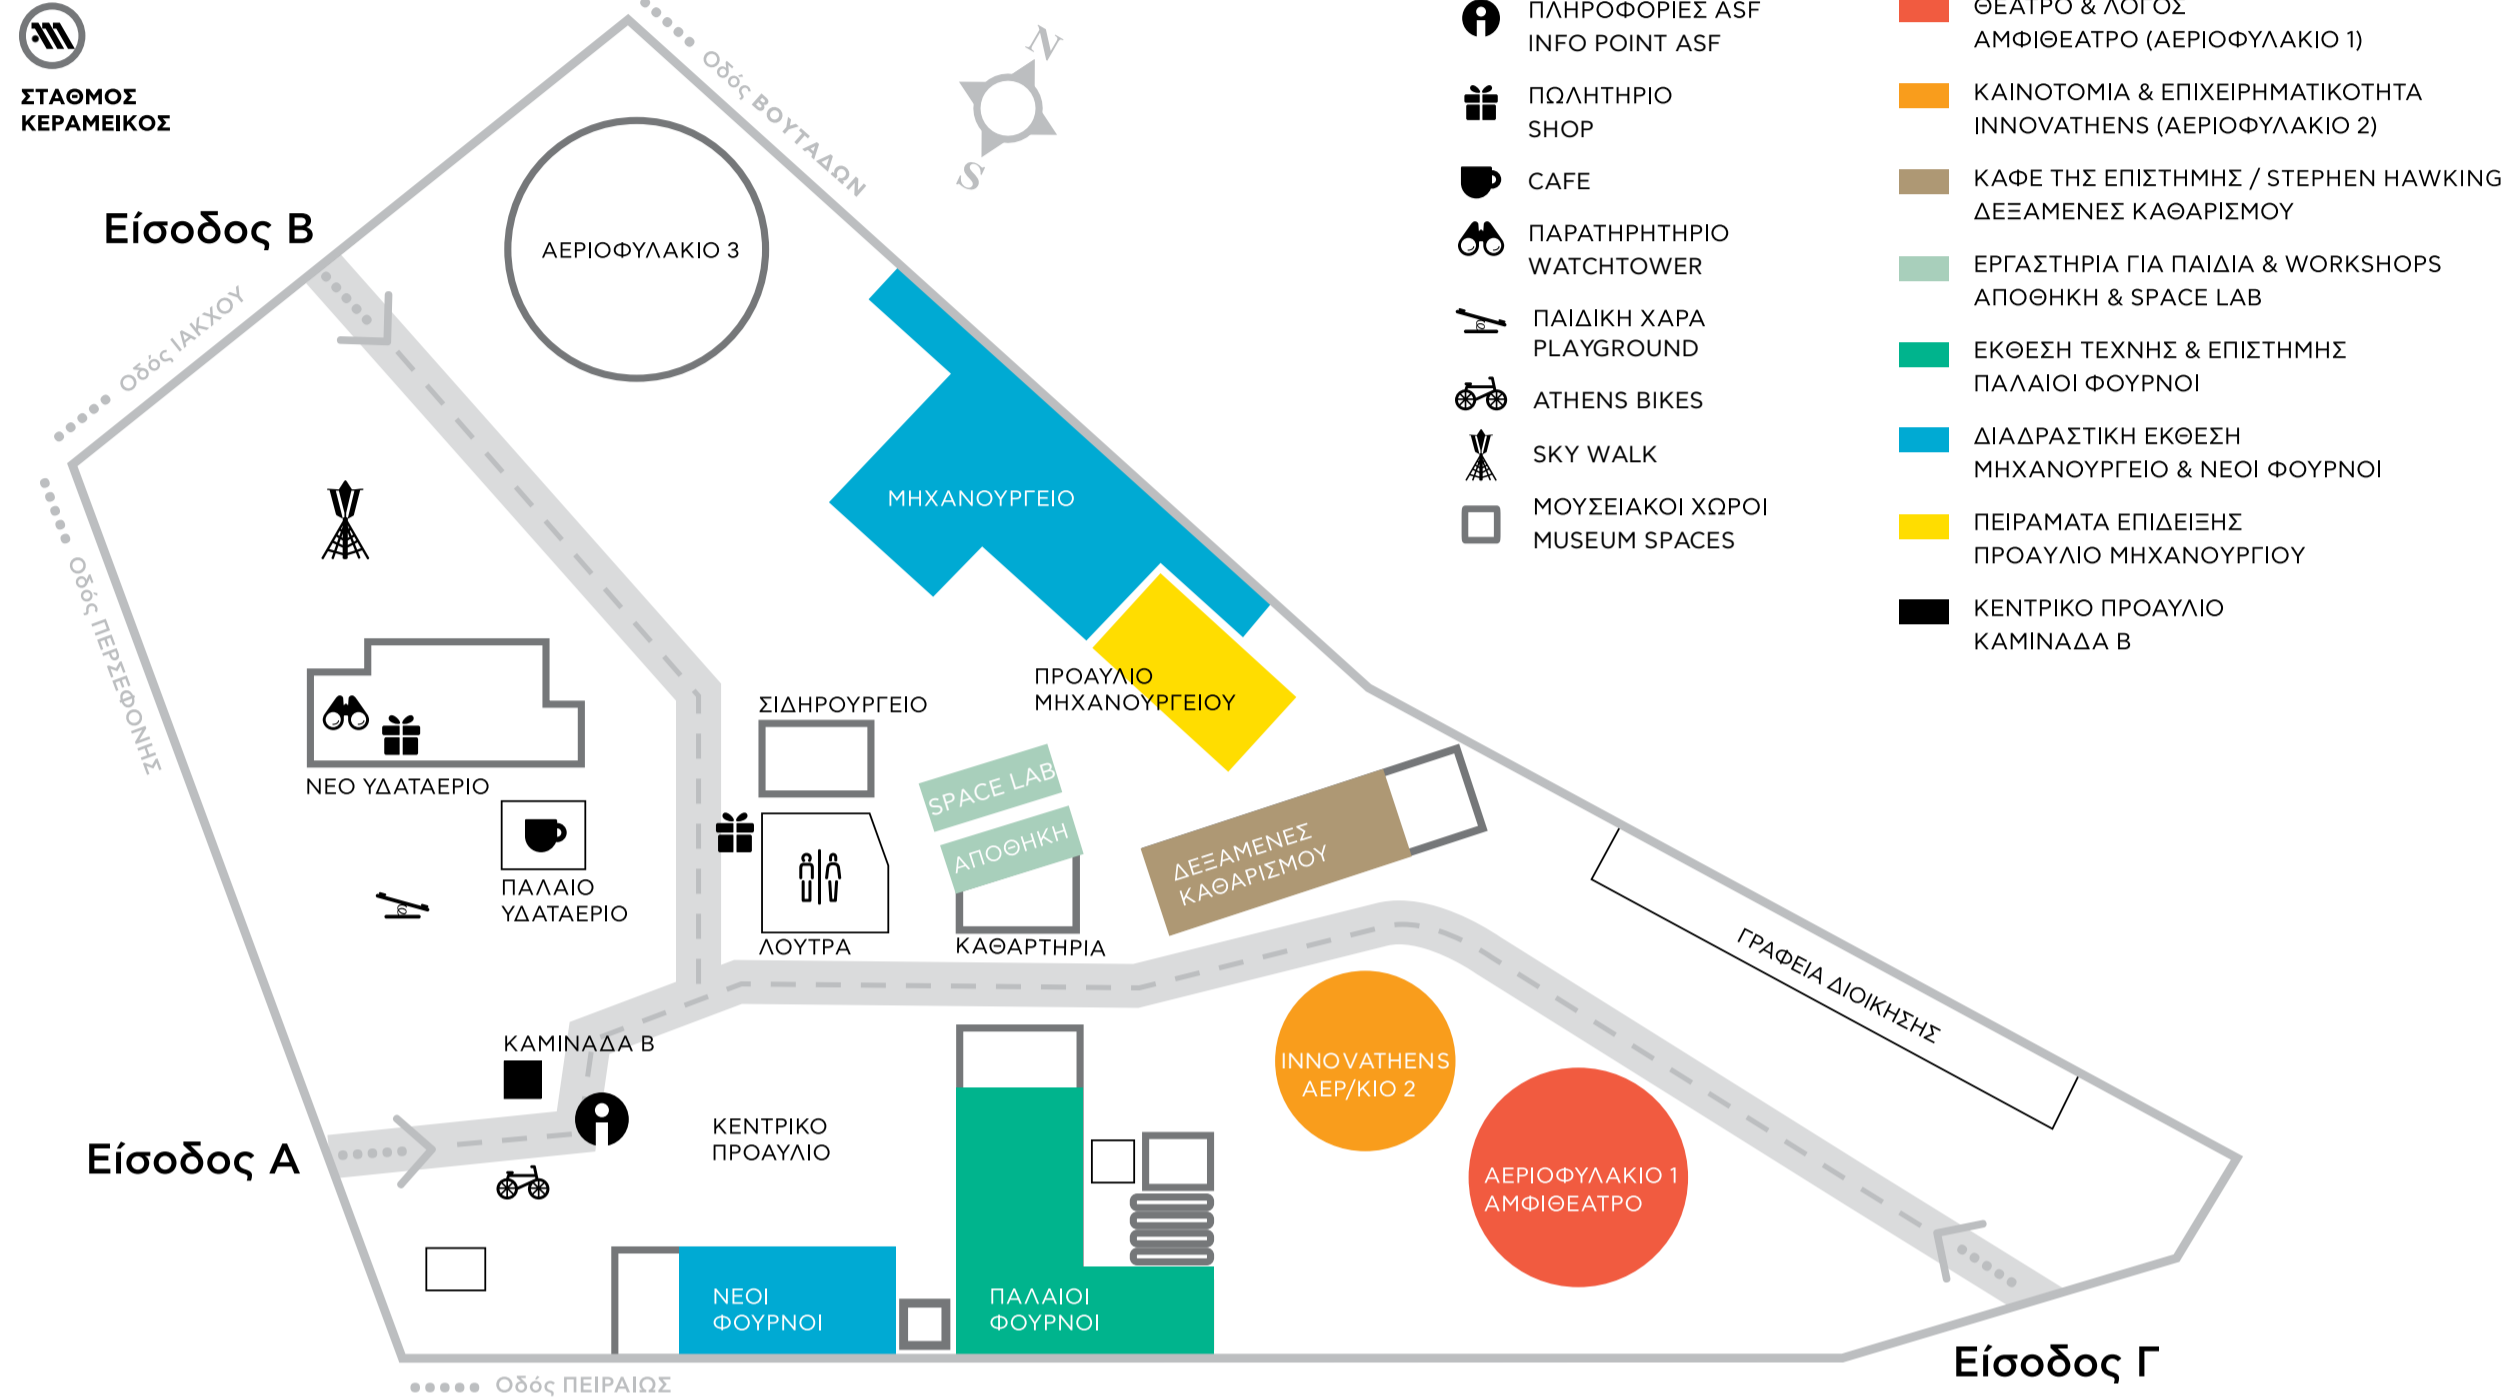 ΣΤΑΘΜΟΣ
ΚΕΡΑΜΕΙΚΟΣ
Είσοδος Β
Οδός ΙΑΚΧΟΥ
Οδός ΒΟΥΤΑΔΩΝ
N
S
ΑΕΡΙΟΦΥΛΑΚΙΟ 3
Οδός ΠΕΡΣΕΦΟΝΗΣ
ΜΗΧΑΝΟΥΡΓΕΙΟ
ΠΡΟΑΥΛΙΟ
ΜΗΧΑΝΟΥΡΓΕΙΟΥ
ΣΙΔΗΡΟΥΡΓΕΙΟ
ΝΕΟ ΥΔΑΤΑΕΡΙΟ
SPACE LAB
ΑΠΟΘΗΚΗ
ΔΕΞΑΜΕΝΕΣ
ΚΑΘΑΡΙΣΜΟΥ
ΠΑΛΑΙΟ
ΥΔΑΤΑΕΡΙΟ
ΛΟΥΤΡΑ
ΚΑΘΑΡΤΗΡΙΑ
ΓΡΑΦΕΙΑ ΔΙΟΙΚΗΣΗΣ
ΚΑΜΙΝΑΔΑ Β
INNOVATHENS
ΑΕΡ/ΚΙΟ 2
ΚΕΝΤΡΙΚΟ
ΠΡΟΑΥΛΙΟ
Είσοδος Α
ΑΕΡΙΟΦΥΛΑΚΙΟ 1
ΑΜΦΙΘΕΑΤΡΟ
ΝΕΟΙ
ΦΟΥΡΝΟΙ
ΠΑΛΑΙΟΙ
ΦΟΥΡΝΟΙ
Είσοδος Γ
Οδός ΠΕΙΡΑΙΩΣ
ΠΛΗΡΟΦΟΡΙΕΣ ASF
INFO POINT ASF
ΠΩΛΗΤΗΡΙΟ
SHOP
CAFE
ΠΑΡΑΤΗΡΗΤΗΡΙΟ
WATCHTOWER
ΠΑΙΔΙΚΗ ΧΑΡΑ
PLAYGROUND
ATHENS BIKES
SKY WALK
ΜΟΥΣΕΙΑΚΟΙ ΧΩΡΟΙ
MUSEUM SPACES
ΘΕΑΤΡΟ & ΛΟΓΟΣ
ΑΜΦΙΘΕΑΤΡΟ (ΑΕΡΙΟΦΥΛΑΚΙΟ 1)
ΚΑΙΝΟΤΟΜΙΑ & ΕΠΙΧΕΙΡΗΜΑΤΙΚΟΤΗΤΑ
INNOVATHENS (ΑΕΡΙΟΦΥΛΑΚΙΟ 2)
ΚΑΦΕ ΤΗΣ ΕΠΙΣΤΗΜΗΣ / STEPHEN HAWKING
ΔΕΞΑΜΕΝΕΣ ΚΑΘΑΡΙΣΜΟΥ
ΕΡΓΑΣΤΗΡΙΑ ΓΙΑ ΠΑΙΔΙΑ & WORKSHOPS
ΑΠΟΘΗΚΗ & SPACE LAB
ΕΚΘΕΣΗ ΤΕΧΝΗΣ & ΕΠΙΣΤΗΜΗΣ
ΠΑΛΑΙΟΙ ΦΟΥΡΝΟΙ
ΔΙΑΔΡΑΣΤΙΚΗ ΕΚΘΕΣΗ
ΜΗΧΑΝΟΥΡΓΕΙΟ & ΝΕΟΙ ΦΟΥΡΝΟΙ
ΠΕΙΡΑΜΑΤΑ ΕΠΙΔΕΙΞΗΣ
ΠΡΟΑΥΛΙΟ ΜΗΧΑΝΟΥΡΓΙΟΥ
ΚΕΝΤΡΙΚΟ ΠΡΟΑΥΛΙΟ
ΚΑΜΙΝΑΔΑ Β